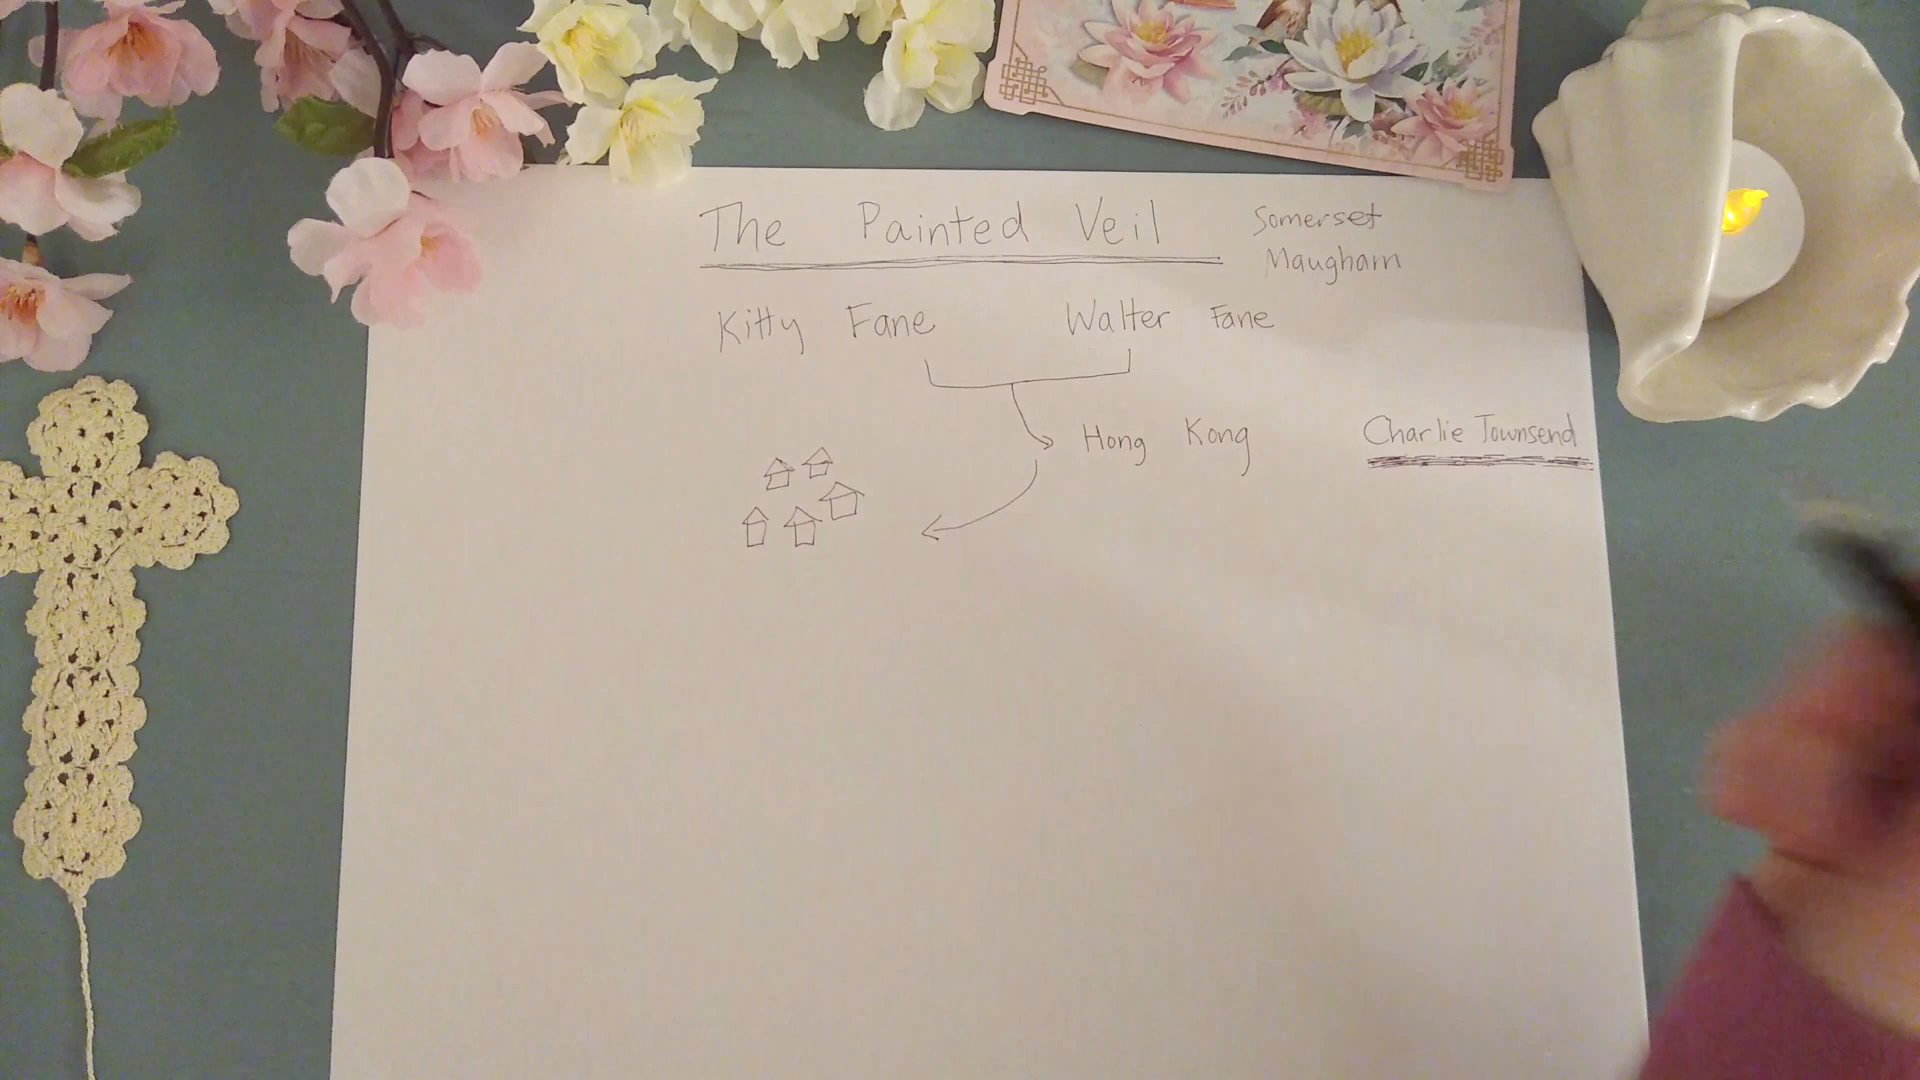 The Painted Veil
Somerset
Maugham
Kitty Fane
Walter Fane
Hong Kong
Charlie Townsend